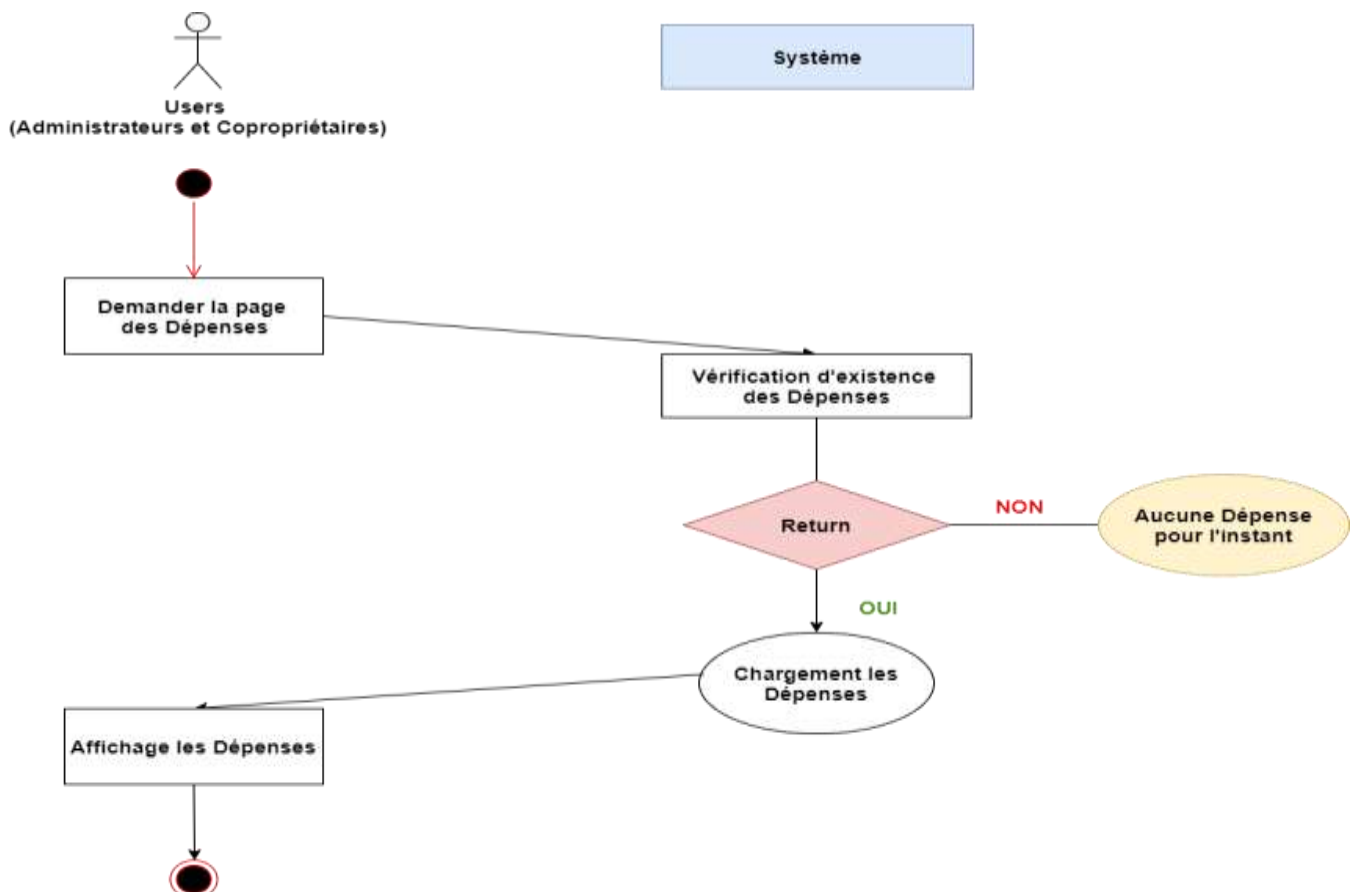 Système
Users
(Administrateurs et Copropriétaires)
Demander la page
des Dépenses
Vérification d'existence
des Dépenses
Return
NON
Aucune Dépense
pour l'instant
OUI
Chargement les
Dépenses
Affichage les Dépenses